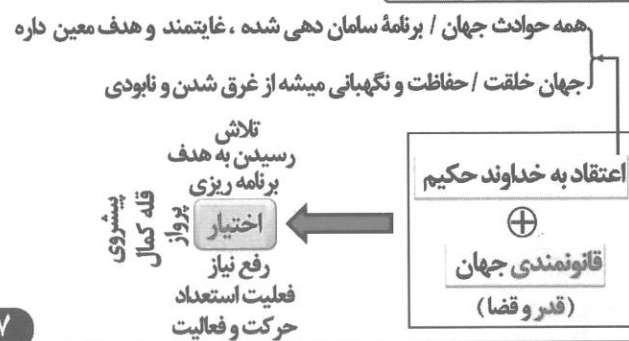 همه حوادث جهان / برنامهٔ سامان دهی شده ، غایتمند و هدف معین داره
جهان خلقت / حفاظت و نگهبانی میشه از غرق شدن و نابودی
اعتقاد به خداوند حکیم
⊕
قانونمندی جهان
(قدر و قضا)
تلاش
رسیدن به هدف
برنامه ریزی
اختیار
رفع نیاز
فعلیت استعداد
حرکت و فعالیت
پرواز
قله کمال
پیشروی
۷